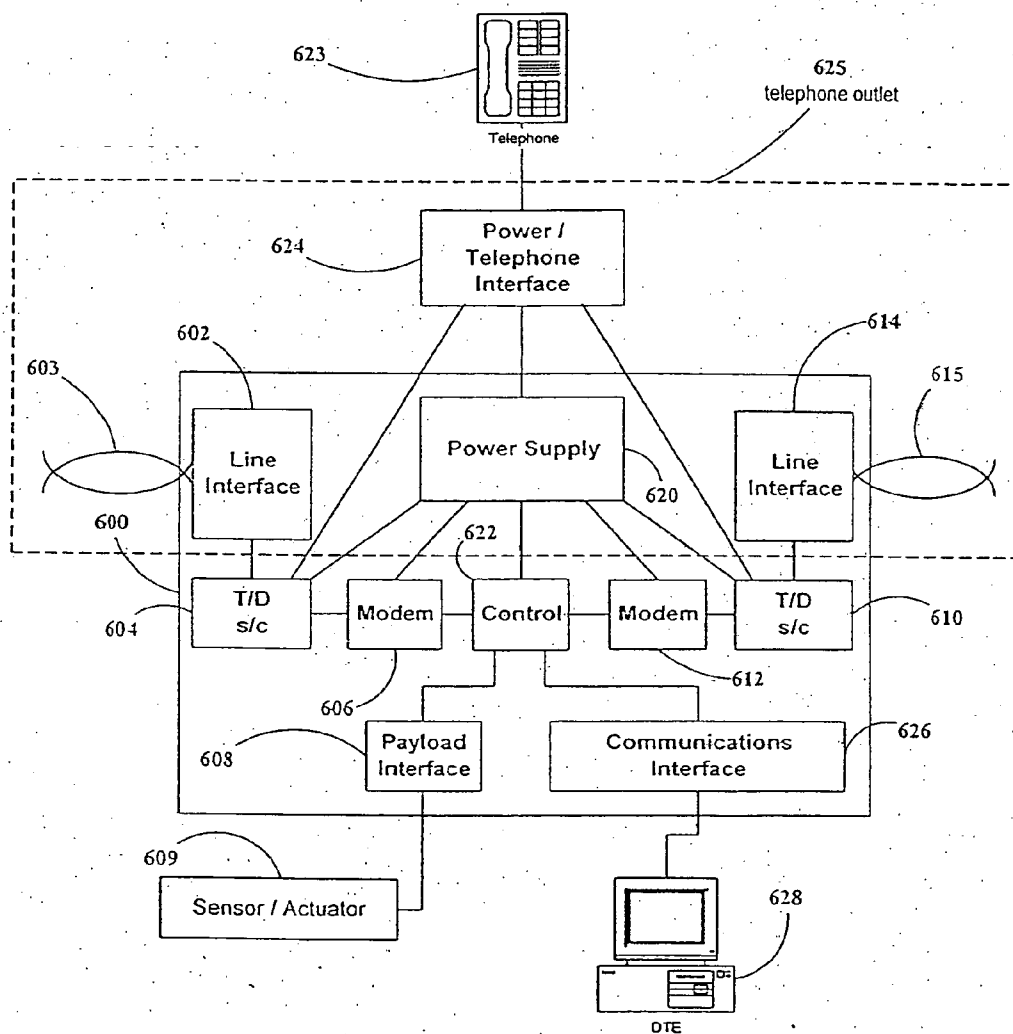 623
Telephone
625
telephone outlet
624
Power /
Telephone
Interface
602
614
603
615
Line
Interface
Power Supply
620
Line
Interface
600
622
604
T/D
s/c
Modem
Control
Modem
T/D
s/c
610
606
612
608
Payload
Interface
Communications
Interface
626
609
Sensor / Actuator
628
DTE